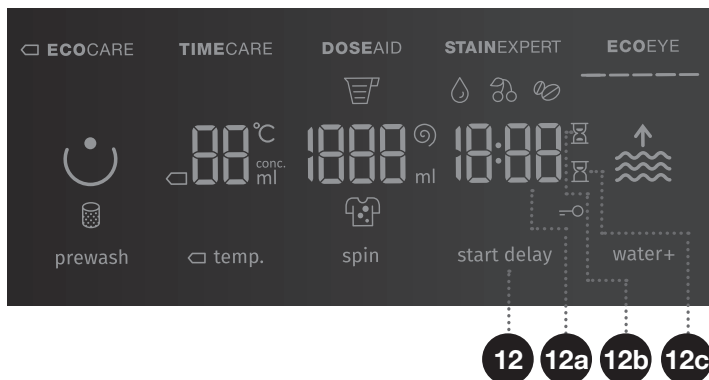 ECOCARE TIMECARE DOSEAID STAINEXPERT ECOEYE
88 °C 1888 18:88
conc.
ml ml
prewash temp. spin start delay water+
12 12a 12b 12c